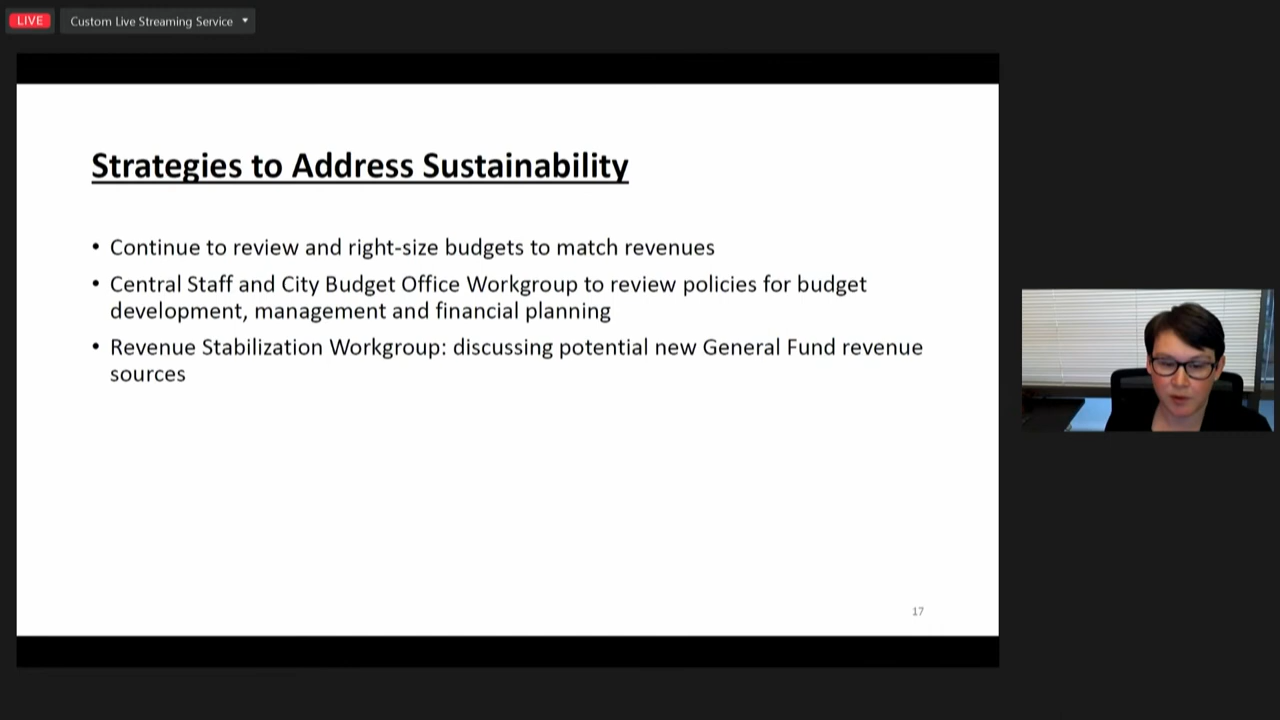 LIVE
Custom Live Streaming Service
Strategies to Address Sustainability
• Continue to review and right-size budgets to match revenues
• Central Staff and City Budget Office Workgroup to review policies for budget
development, management and financial planning
• Revenue Stabilization Workgroup: discussing potential new General Fund revenue
sources
17